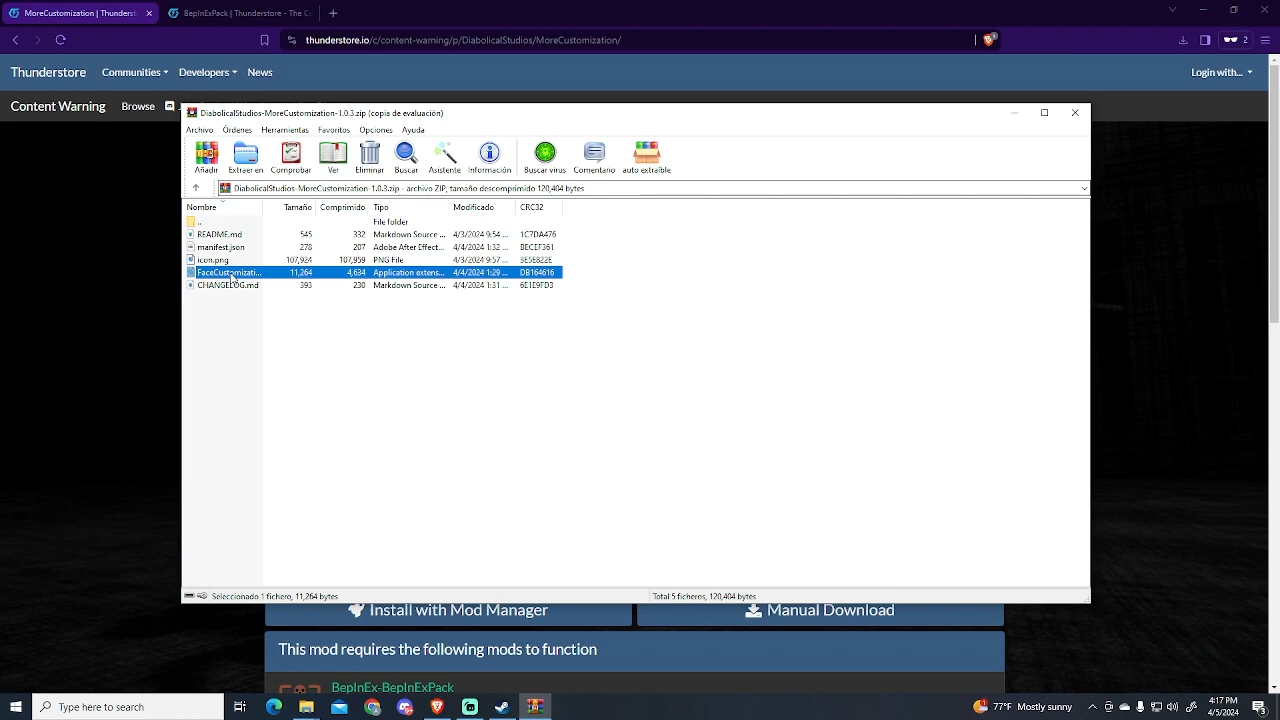 MoreCustomization | Thunderst
BepInExPack | Thunderstore - The Co
thunderstore.io/c/content-warning/p/DiabolicalStudios/MoreCustomization/
2
Thunderstore Communities Developers News Login with...
Content Warning Browse
DiabolicalStudios-MoreCustomization-1.0.3.zip (copia de evaluación)
Archivo Órdenes Herramientas Favoritos Opciones Ayuda
Añadir Extraer en Comprobar Ver Eliminar Buscar Asistente Información Buscar virus Comentario auto extraíble
DiabolicalStudios-MoreCustomization-1.0.3.zip - archivo ZIP, tamaño descomprimido 120,404 bytes
Nombre Tamaño Comprimido Tipo Modificado CRC32
.. File folder
README.md 545 332 Markdown Source ... 4/3/2024 9:54 ... 1C7DA476
manifest.json 278 207 Adobe After Effect... 4/4/2024 1:32 ... BECEF361
icon.png 107,924 107,959 PNG File 4/3/2024 9:57 ... 3E5E822E
FaceCustomizati... 11,264 4,634 Application extens... 4/4/2024 1:29 ... DB164616
CHANGELOG.md 393 230 Markdown Source ... 4/4/2024 1:31 ... 6E1E9FD3
Seleccionado 1 fichero, 11,264 bytes
Total 5 ficheros, 120,404 bytes
Install with Mod Manager
Manual Download
This mod requires the following mods to function
BepInEx-BepInExPack
Type here to search
77°F Mostly sunny
4:17 PM
4/5/2024